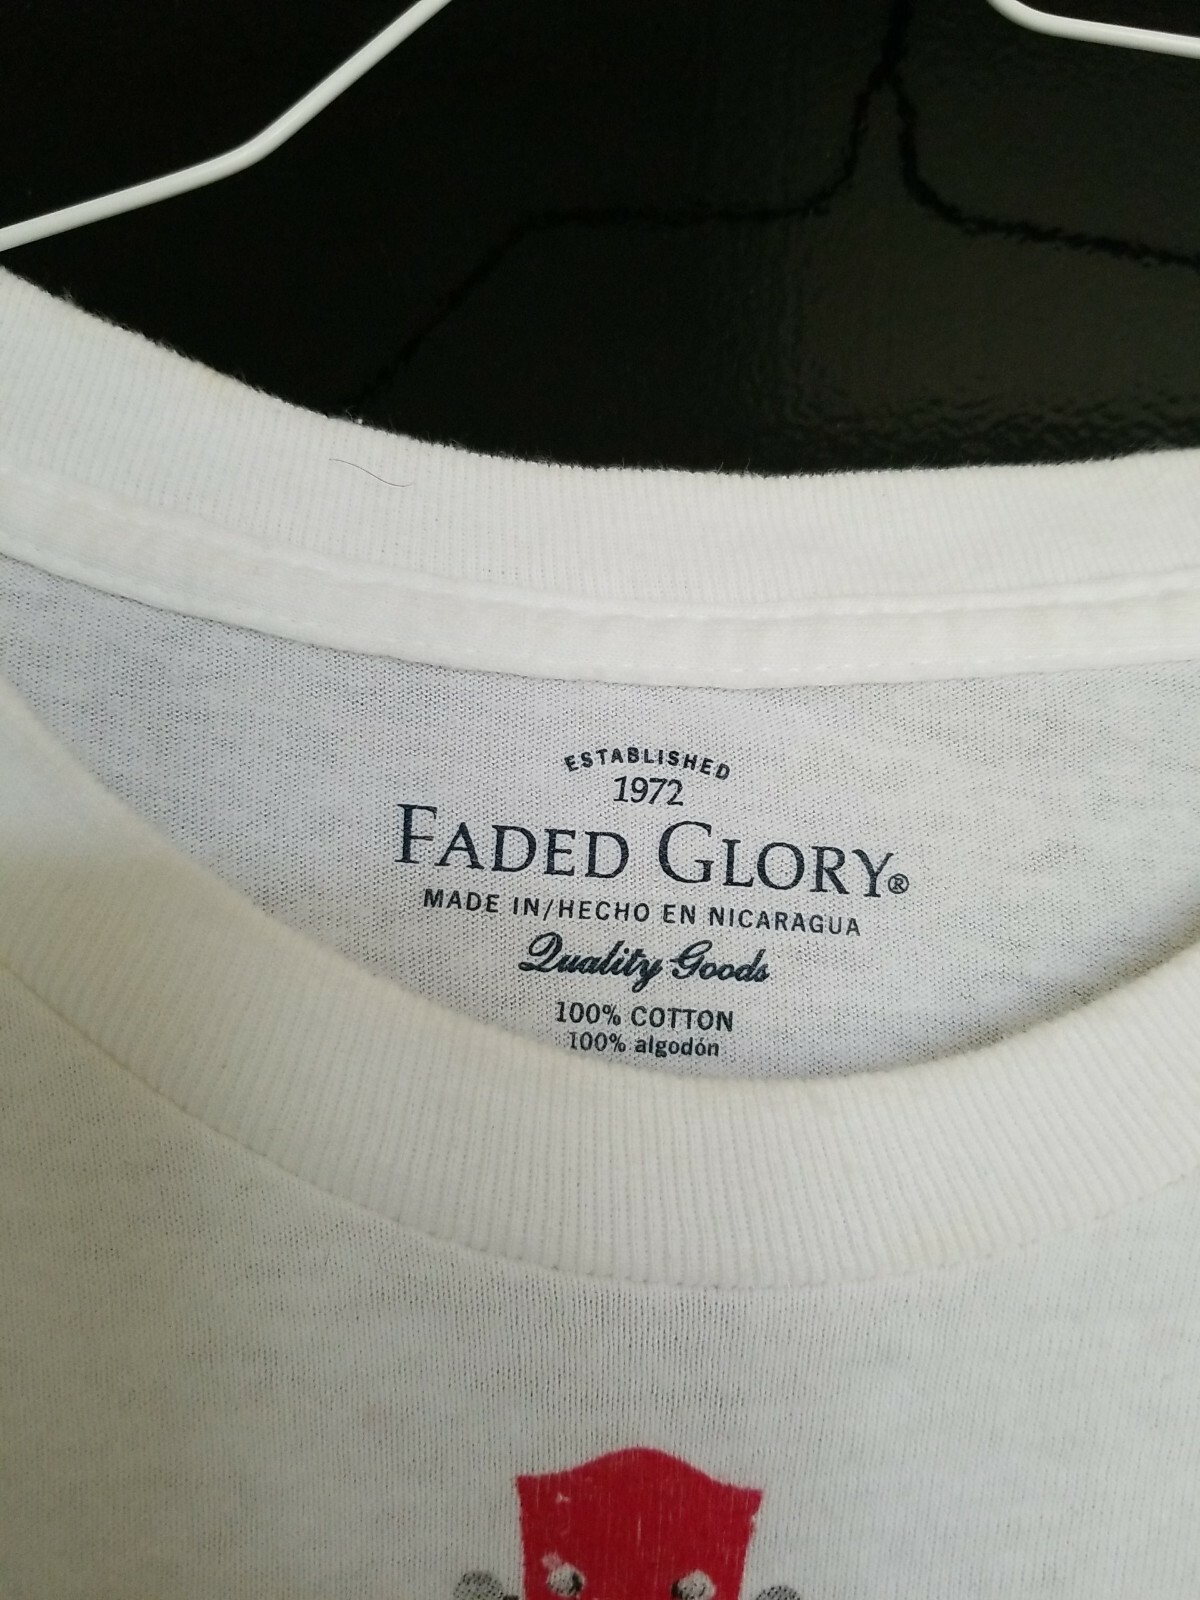 ESTABLISHED
1972
FADED GLORY®
MADE IN/HECHO EN NICARAGUA
Quality Goods
100% COTTON
100% algodón